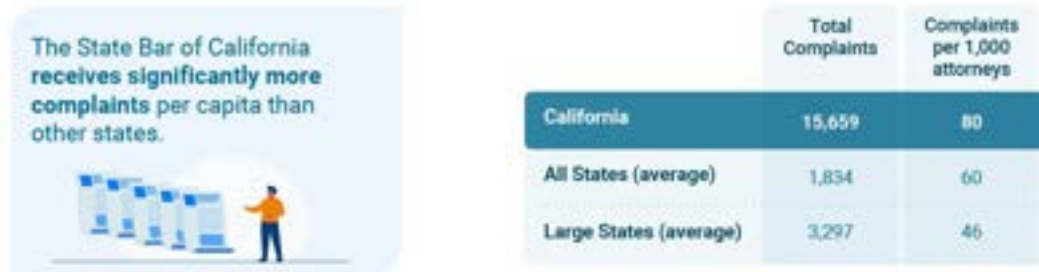 The State Bar of California
receives significantly more
complaints per capita than
other states.
Total
Complaints
Complaints
per 1,000
attorneys
California 15,659 80
All States (average) 1,834 60
Large States (average) 3,297 46